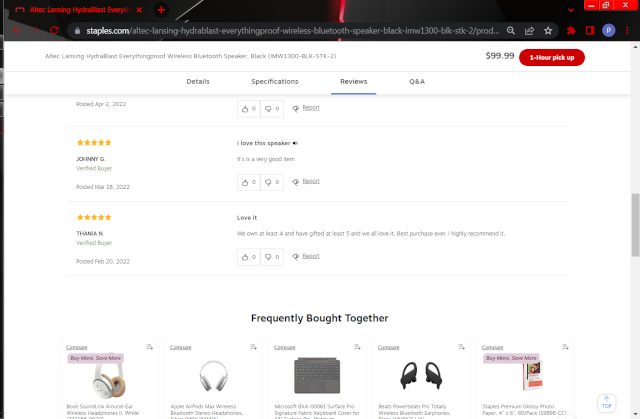 Altec Lansing HydraBlast Everyth
staples.com/altec-lansing-hydrablast-everythingproof-wireless-bluetooth-speaker-black-imw1300-blk-stk-2/prod...
P
Altec Lansing HydraBlast Everythingproof Wireless Bluetooth Speaker, Black (IMW1300-BLK-STK-2)
$99.99
1-Hour pick up
Details
Specifications
Reviews
Q&A
Posted Apr 2, 2022
0
0
Report
I love this speaker
JOHNNY G.
It's is a very good item
Verified Buyer
Posted Mar 18, 2022
0
0
Report
Love it
THANIA N.
We own at least 4 and have gifted at least 5 and we all love it. Best purchase ever. I highly recommend it.
Verified Buyer
Posted Feb 20, 2022
0
0
Report
Frequently Bought Together
Compare
Compare
Compare
Compare
Compare
Buy More, Save More
Buy More, Save More
Bose SoundLink Around-Ear
Wireless Headphones II, White
Apple AirPods Max Wireless
Bluetooth Stereo Headphones,
Microsoft 8XA-00061 Surface Pro
Signature Fabric Keyboard Cover for
Beats Powerbeats Pro Totally
Wireless Bluetooth Earphones,
Staples Premium Glossy Photo
Paper, 4" x 6", 60/Pack (19898-CC)
TOP